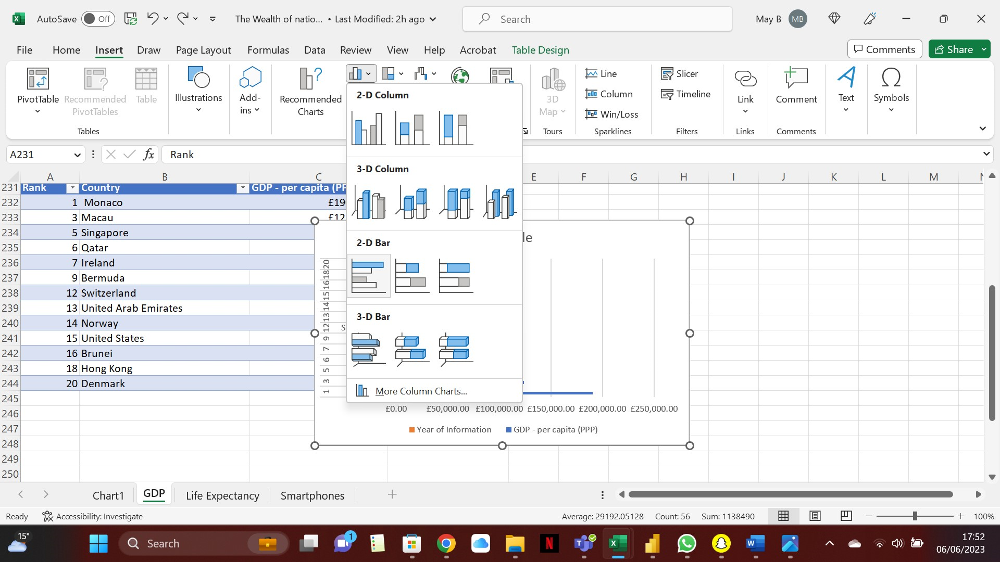 AutoSave Off The Wealth of natio... • Last Modified: 2h ago Search May B MB
File Home Insert Draw Page Layout Formulas Data Review View Help Acrobat Table Design Comments Share
PivotTable
Recommended
PivotTables
Table
Tables
Illustrations
Add-
ins
Recommended
Charts
3D
Map
Tours
Line
Column
Win/Loss
Sparklines
Slicer
Timeline
Filters
Link
Links
Comment
Comments
Text
Symbols
2-D Column
3-D Column
2-D Bar
3-D Bar
More Column Charts...
A231 fx Rank
A B C E F G H I J K L M
231 Rank Country GDP - per capita (PP
232 1 Monaco £19
233 3 Macau £12
234 5 Singapore
235 6 Qatar
236 7 Ireland
237 9 Bermuda
238 12 Switzerland
239 13 United Arab Emirates
240 14 Norway
241 15 United States
242 16 Brunei
243 18 Hong Kong
244 20 Denmark
245
246
247
248
249
250
le
20
18
16
15
14
13
12 S
9
7
6
5
3
1
£0.00 £50,000.00 £100,000.00 £150,000.00 £200,000.00 £250,000.00
Year of Information GDP - per capita (PPP)
Chart1 GDP Life Expectancy Smartphones
Ready Accessibility: Investigate Average: 29192.05128 Count: 56 Sum: 1138490 100%
15° Search 1 N T W 17:52
06/06/2023